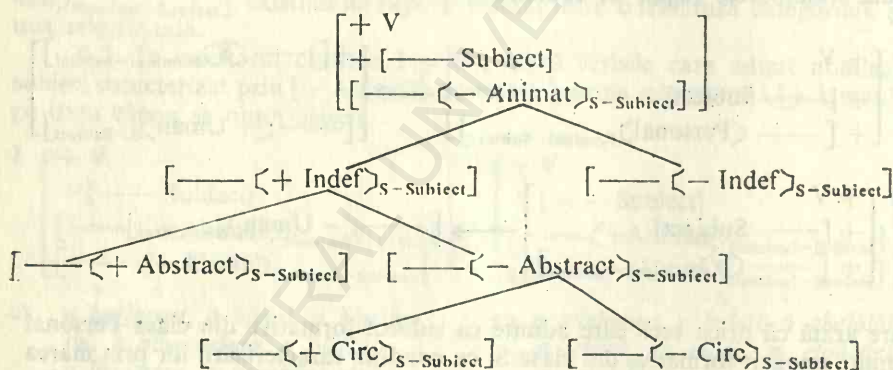 [+ V
+ [—— Subiect]
[—— ⟨− Animat⟩S−Subiect]]
[—— ⟨+ Indef⟩S−Subiect] [—— ⟨− Indef⟩S−Subiect]
[—— ⟨+ Abstract⟩S−Subiect] [—— ⟨− Abstract⟩S−Subiect]
[—— ⟨+ Circ⟩S−Subiect] [—— ⟨− Circ⟩S−Subiect]